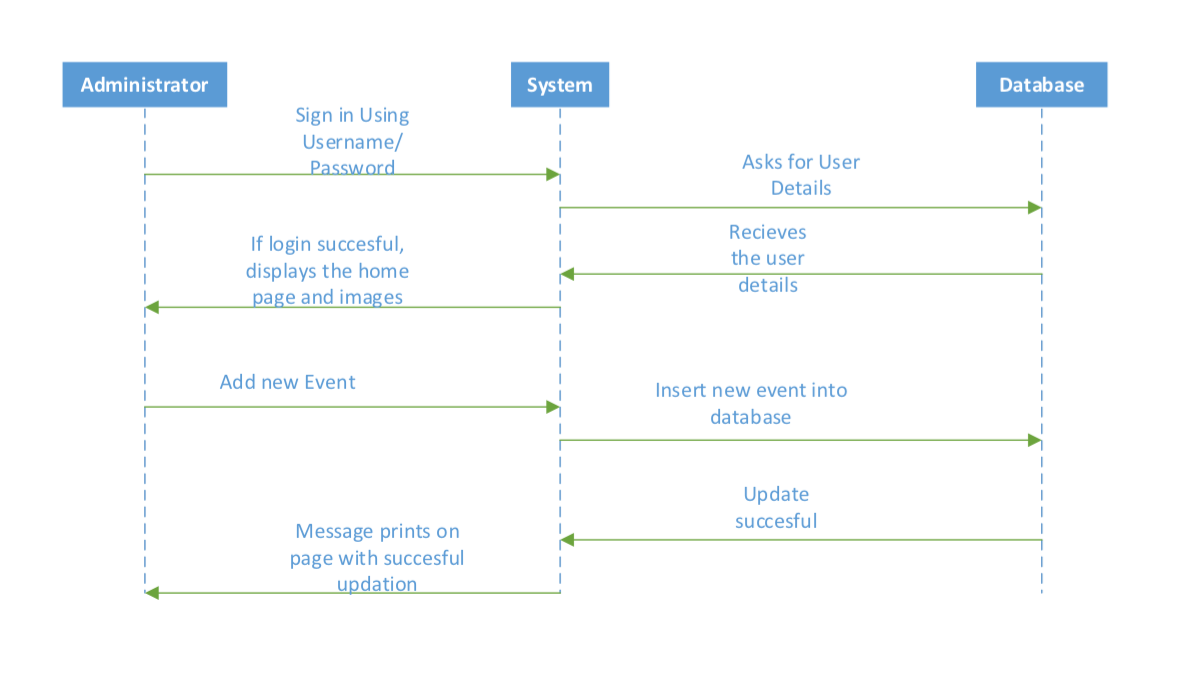 Administrator
System
Database
Sign in Using
Username/
Password
Asks for User
Details
Recieves
the user
details
If login succesful,
displays the home
page and images
Add new Event
Insert new event into
database
Update
succesful
Message prints on
page with succesful
updation